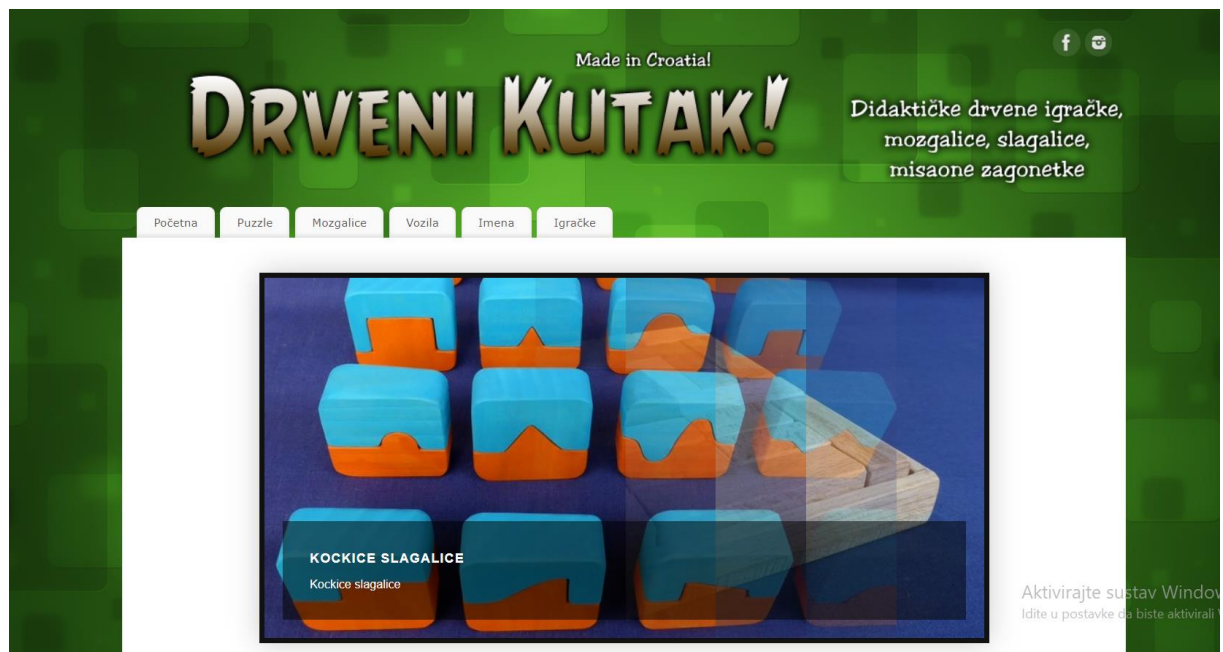 Made in Croatia!
DRVENI KUTAK!
Didaktičke drvene igračke,
mozgalice, slagalice,
misaone zagonetke
Početna
Puzzle
Mozgalice
Vozila
Imena
Igračke
KOCKICE SLAGALICE
Kockice slagalice
Aktivirajte sustav Window
Idite u postavke da biste aktivirali